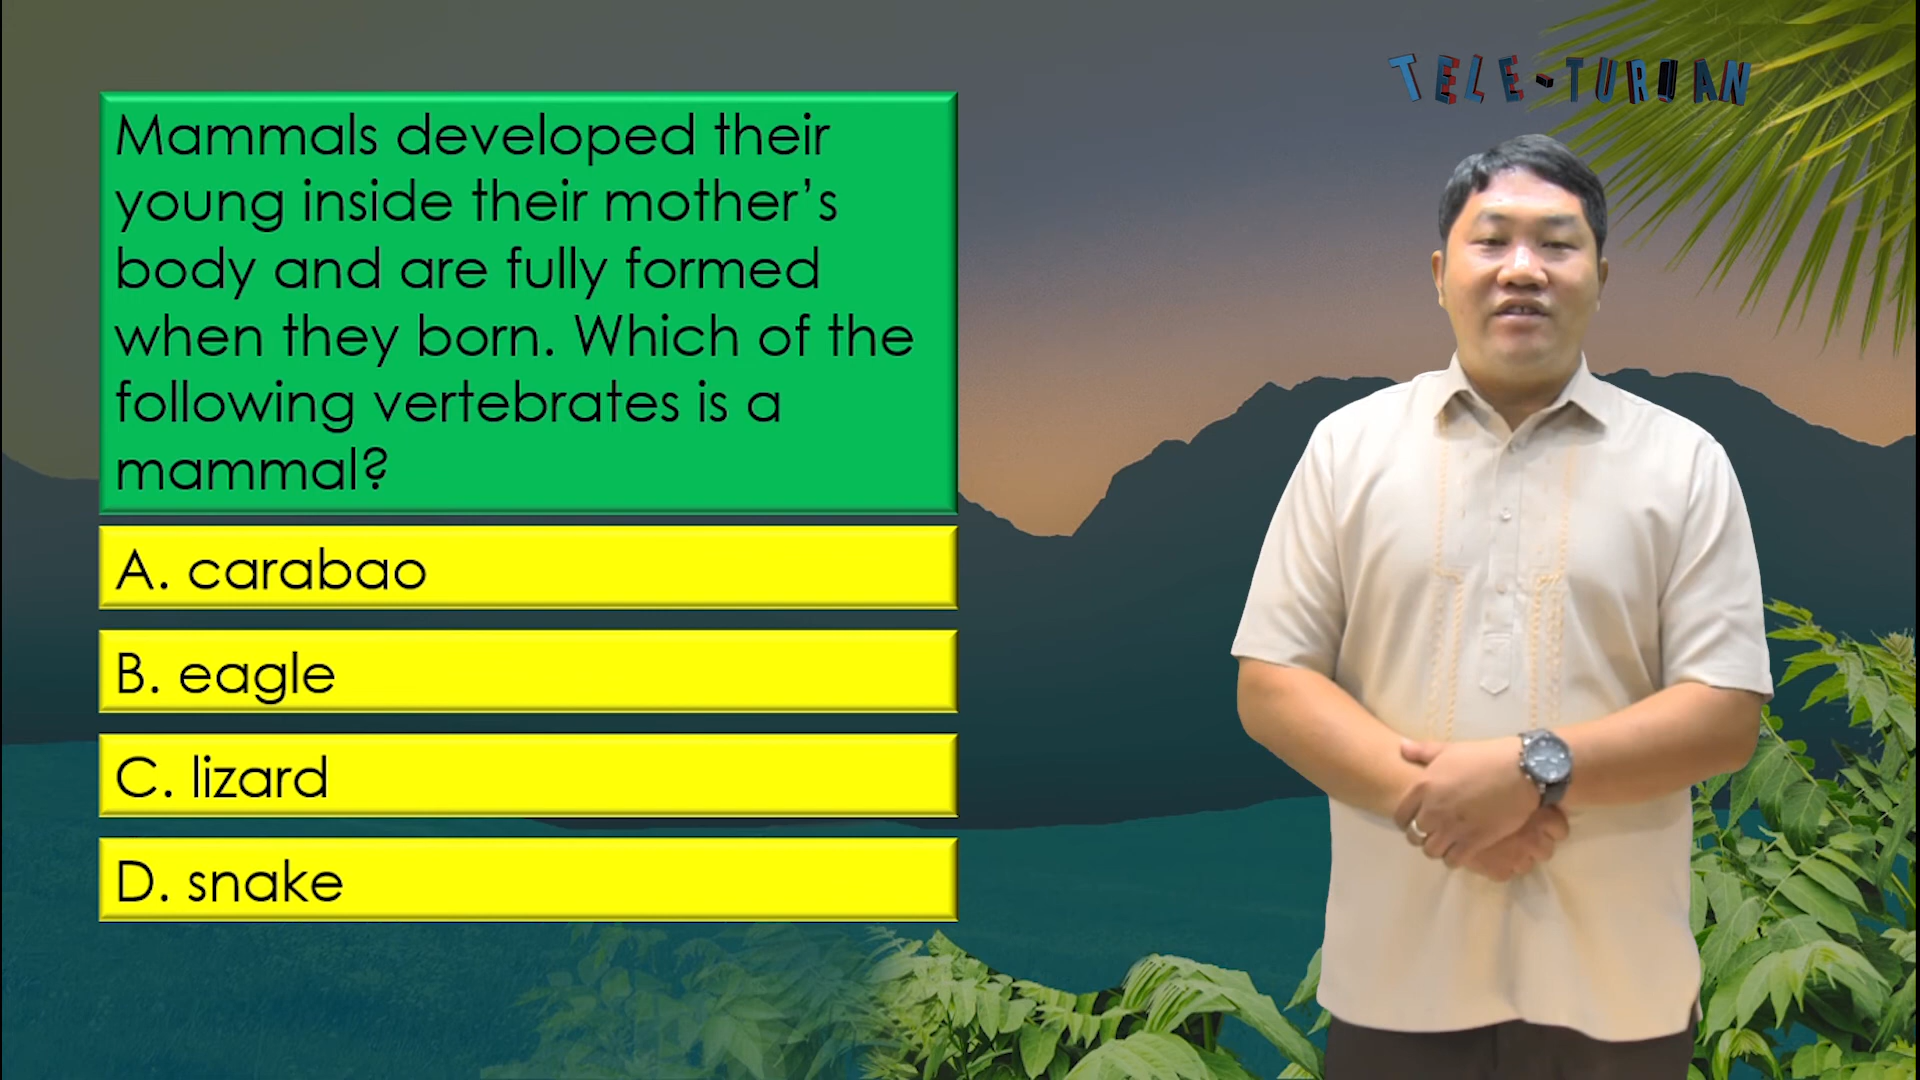 TELE-TURUAN
Mammals developed their
young inside their mother's
body and are fully formed
when they born. Which of the
following vertebrates is a
mammal?
A. carabao
B. eagle
C. lizard
D. snake